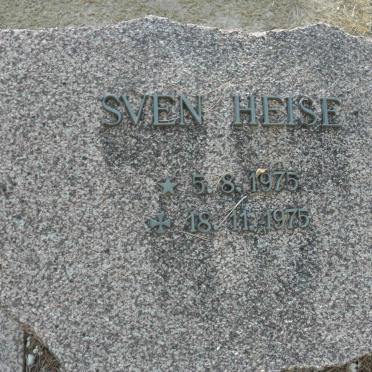 SVEN HEISE
★ 5. 8. 1975
✠ 18. 11. 1975